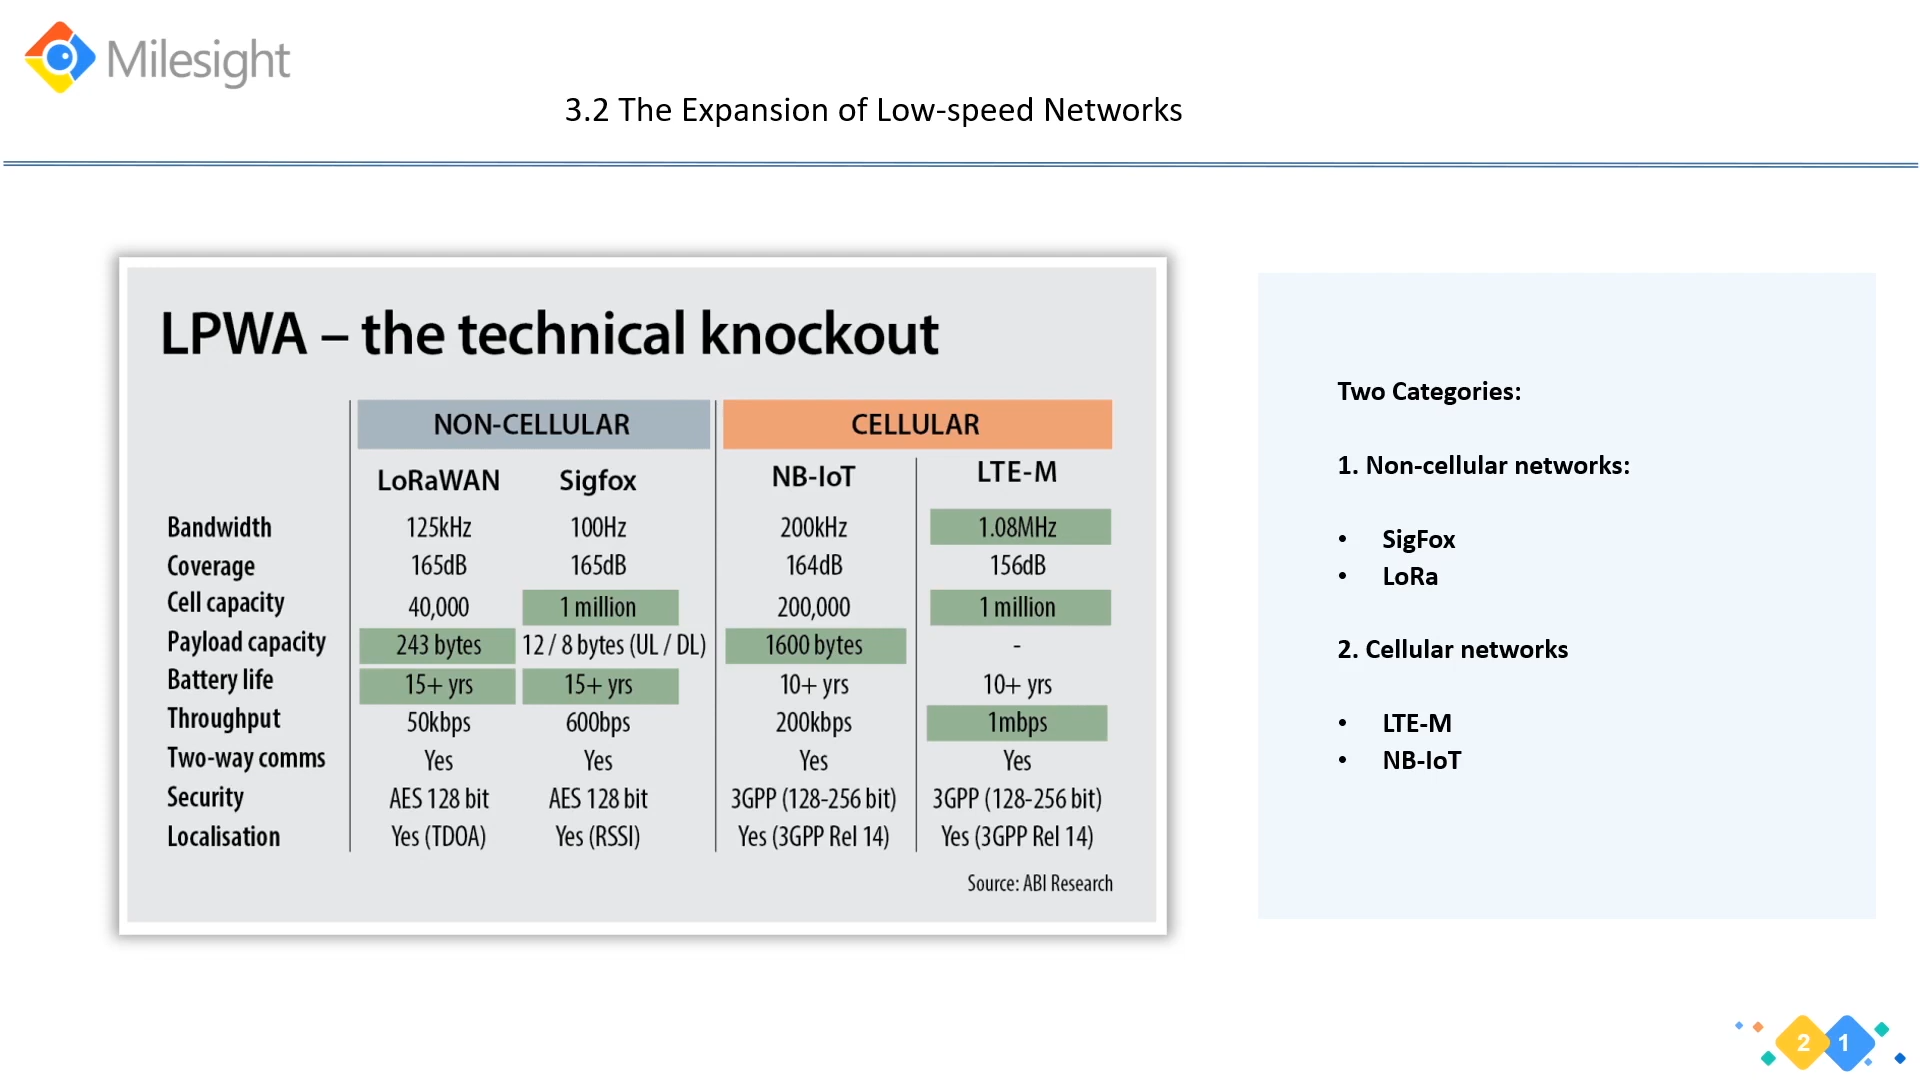 Milesight
3.2 The Expansion of Low-speed Networks
LPWA – the technical knockout
NON-CELLULAR CELLULAR
LoRaWAN Sigfox NB-IoT LTE-M
Bandwidth 125kHz 100Hz 200kHz 1.08MHz
Coverage 165dB 165dB 164dB 156dB
Cell capacity 40,000 1 million 200,000 1 million
Payload capacity 243 bytes 12 / 8 bytes (UL / DL) 1600 bytes -
Battery life 15+ yrs 15+ yrs 10+ yrs 10+ yrs
Throughput 50kbps 600bps 200kbps 1mbps
Two-way comms Yes Yes Yes Yes
Security AES 128 bit AES 128 bit 3GPP (128-256 bit) 3GPP (128-256 bit)
Localisation Yes (TDOA) Yes (RSSI) Yes (3GPP Rel 14) Yes (3GPP Rel 14)
Source: ABI Research
Two Categories:
1. Non-cellular networks:
• SigFox
• LoRa
2. Cellular networks
• LTE-M
• NB-IoT
2 1